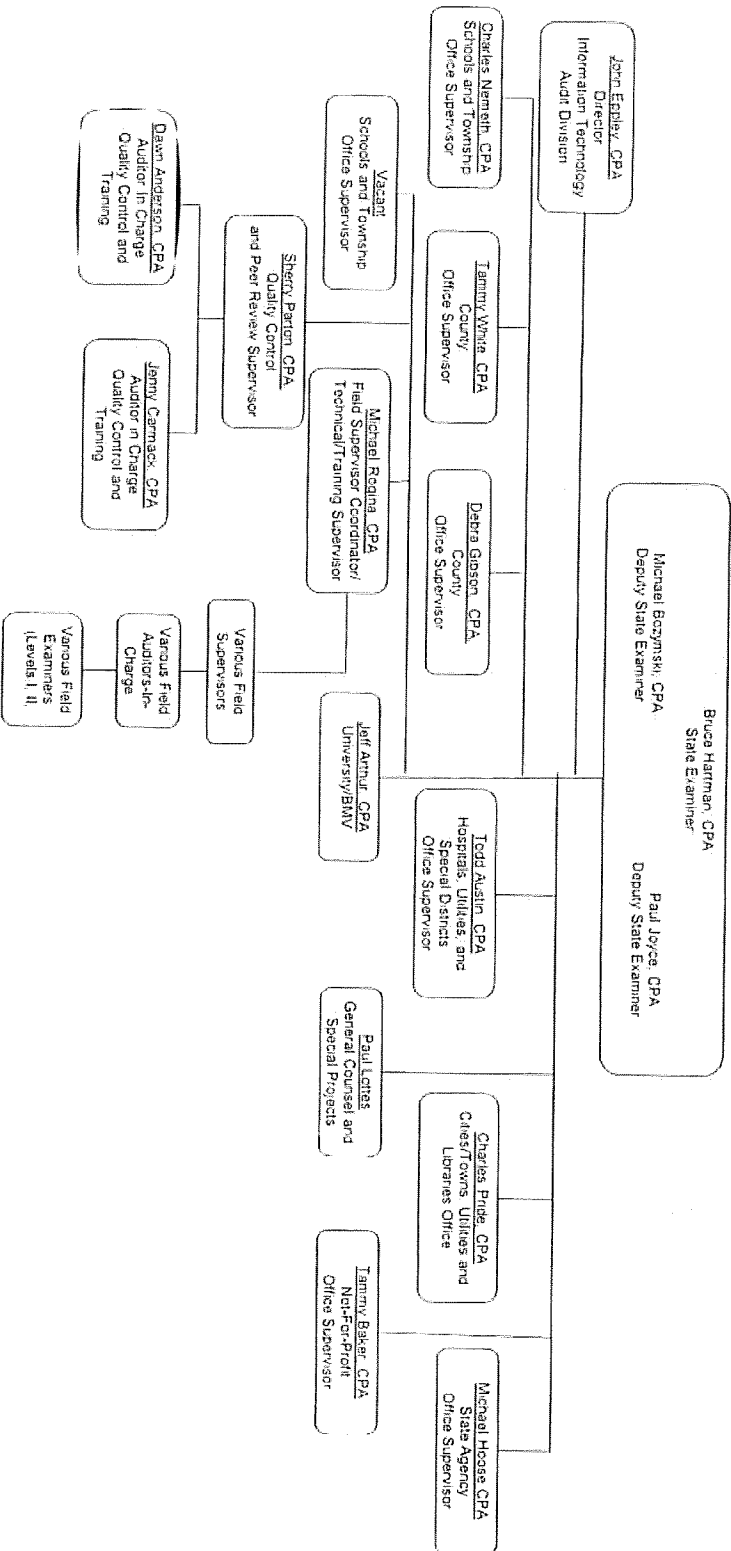 Bruce Hartman, CPA
State Examiner
Michael Bozymski, CPA
Deputy State Examiner
Paul Joyce, CPA
Deputy State Examiner
John Eppley, CPA
Director
Information Technology
Audit Division
Charles Nemeth, CPA
Schools and Township
Office Supervisor
Tammy White, CPA
County
Office Supervisor
Debra Gibson, CPA,
County
Office Supervisor
Todd Austin, CPA
Hospitals, Utilities, and
Special Districts
Office Supervisor
Charles Pride, CPA
Cities/Towns, Utilities and
Libraries Office
Michael Hoose CPA
State Agency
Office Supervisor
Vacant
Schools and Township
Office Supervisor
Michael Regina, CPA
Field Supervisor Coordinator/
Technical/Training Supervisor
Jeff Arthur, CPA
University/BMV
Paul Lottes
General Counsel and
Special Projects
Tammy Baker, CPA
Not-For-Profit
Office Supervisor
Sherry Parton, CPA
Quality Control
and Peer Review Supervisor
Various Field
Supervisors
Dawn Anderson, CPA
Auditor In Charge
Quality Control and
Training
Jenny Carmack, CPA
Auditor in Charge
Quality Control and
Training
Various Field
Auditors-In-
Charge
Various Field
Examiners
(Levels I, II,